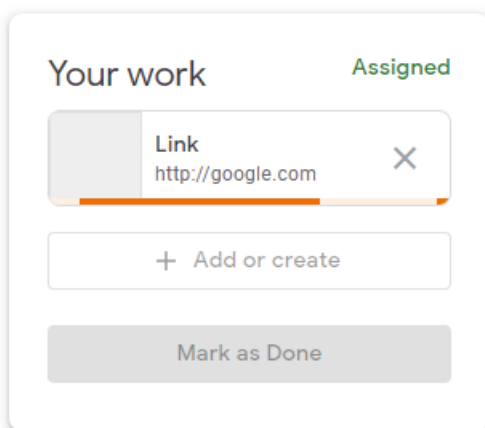 Your work
Assigned
Link
http://google.com
+ Add or create
Mark as Done